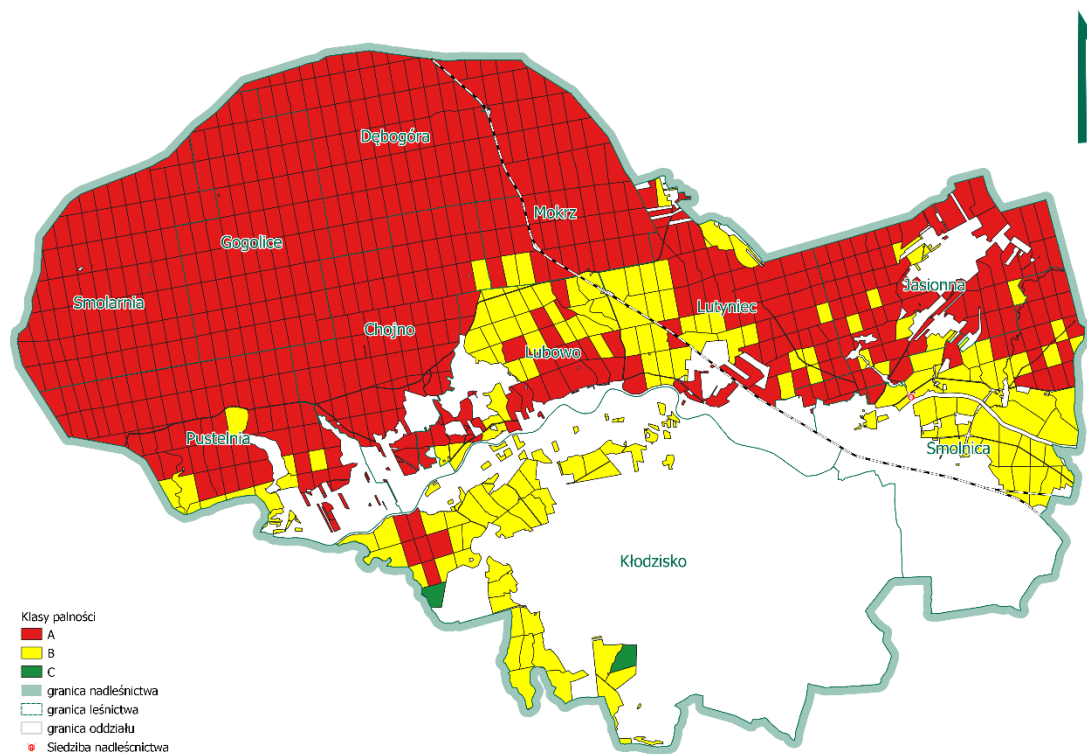 Dębogóra
Mokrz
Gogolice
Jasionna
Smolarnia
Lutyniec
Chojno
Lubowo
Pustelnia
Smolnica
Kłodzisko
Klasy palności
A
B
C
granica nadleśnictwa
granica leśnictwa
granica oddziału
Siedziba nadleśnictwa